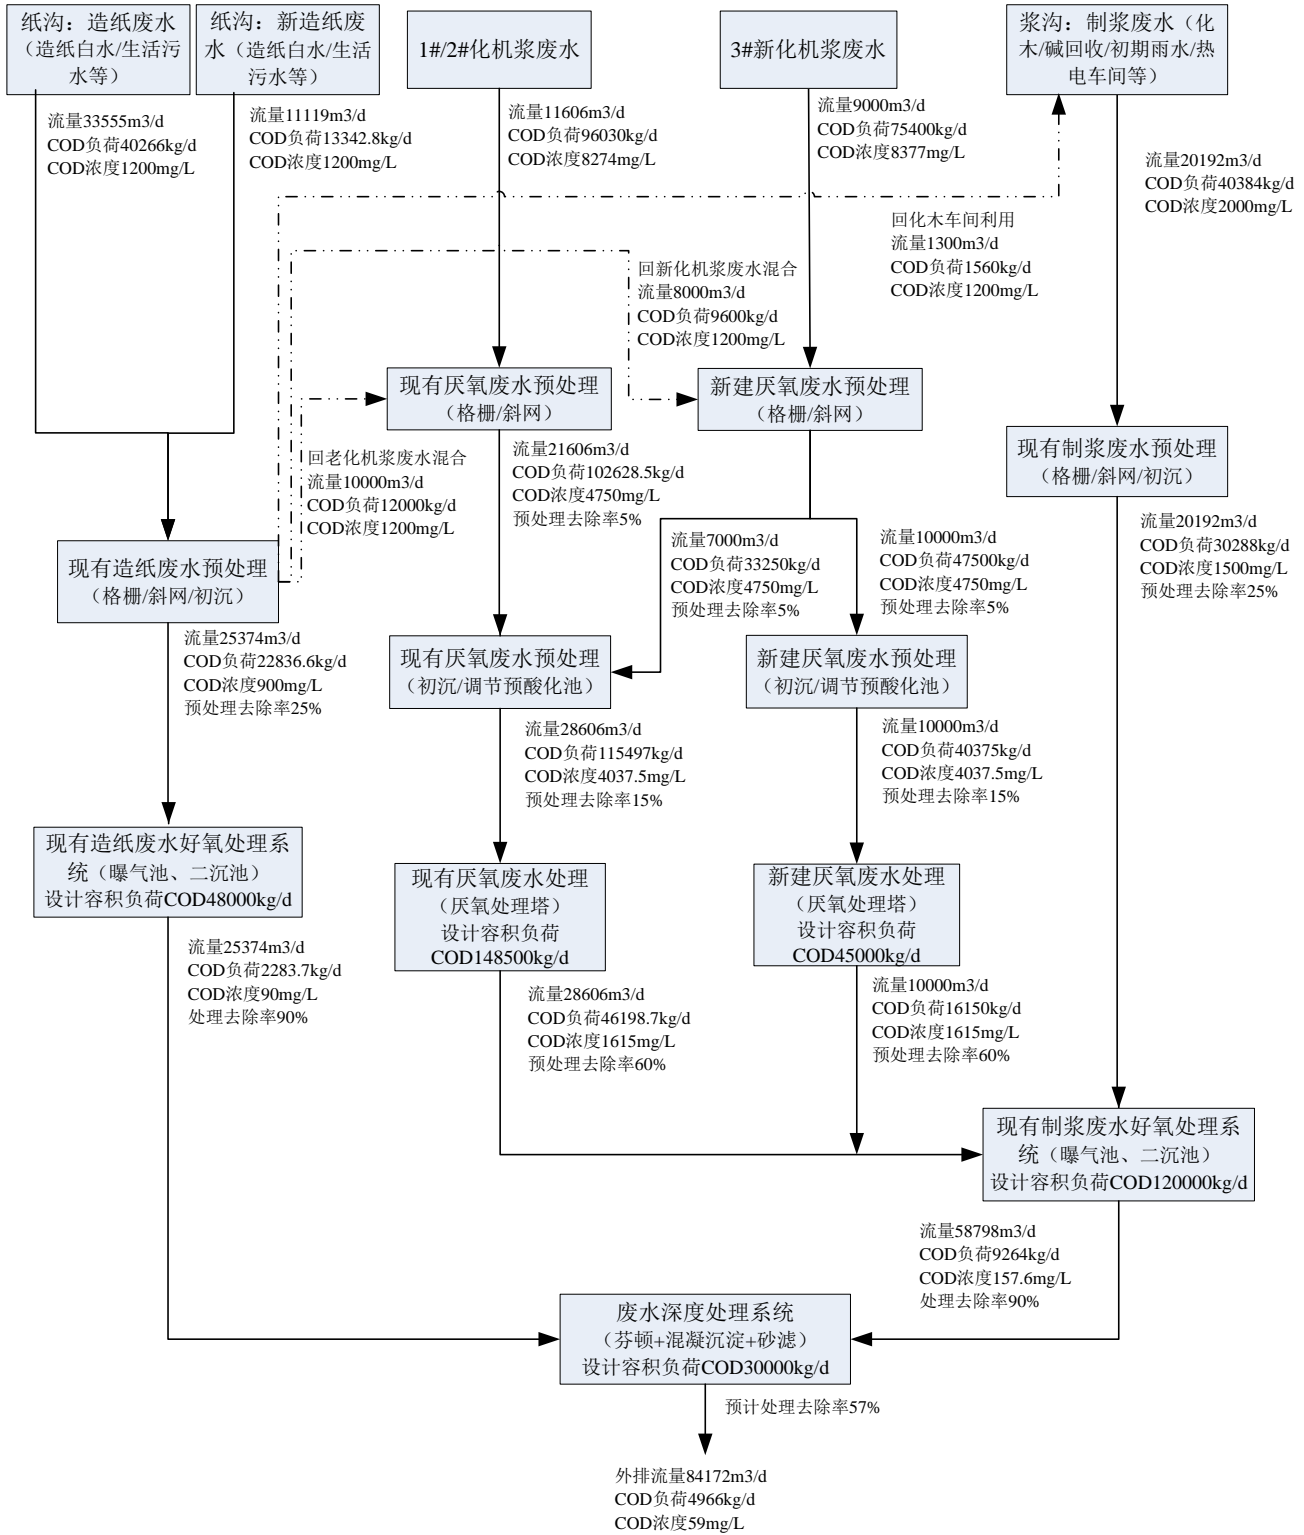 纸沟：造纸废水
（造纸白水/生活污
水等）
纸沟：新造纸废
水（造纸白水/生活
污水等）
1#/2#化机浆废水
3#新化机浆废水
浆沟：制浆废水（化
木/碱回收/初期雨水/热
电车间等）
流量33555m3/d
COD负荷40266kg/d
COD浓度1200mg/L
流量11119m3/d
COD负荷13342.8kg/d
COD浓度1200mg/L
流量11606m3/d
COD负荷96030kg/d
COD浓度8274mg/L
流量9000m3/d
COD负荷75400kg/d
COD浓度8377mg/L
流量20192m3/d
COD负荷40384kg/d
COD浓度2000mg/L
回化木车间利用
流量1300m3/d
COD负荷1560kg/d
COD浓度1200mg/L
回新化机浆废水混合
流量8000m3/d
COD负荷9600kg/d
COD浓度1200mg/L
现有厌氧废水预处理
（格栅/斜网）
新建厌氧废水预处理
（格栅/斜网）
现有制浆废水预处理
（格栅/斜网/初沉）
回老化机浆废水混合
流量10000m3/d
COD负荷12000kg/d
COD浓度1200mg/L
流量21606m3/d
COD负荷102628.5kg/d
COD浓度4750mg/L
预处理去除率5%
流量7000m3/d
COD负荷33250kg/d
COD浓度4750mg/L
预处理去除率5%
流量10000m3/d
COD负荷47500kg/d
COD浓度4750mg/L
预处理去除率5%
流量20192m3/d
COD负荷30288kg/d
COD浓度1500mg/L
预处理去除率25%
现有造纸废水预处理
（格栅/斜网/初沉）
流量25374m3/d
COD负荷22836.6kg/d
COD浓度900mg/L
预处理去除率25%
现有厌氧废水预处理
（初沉/调节预酸化池）
新建厌氧废水预处理
（初沉/调节预酸化池）
流量28606m3/d
COD负荷115497kg/d
COD浓度4037.5mg/L
预处理去除率15%
流量10000m3/d
COD负荷40375kg/d
COD浓度4037.5mg/L
预处理去除率15%
现有造纸废水好氧处理系
统（曝气池、二沉池）
设计容积负荷COD48000kg/d
现有厌氧废水处理
（厌氧处理塔）
设计容积负荷
COD148500kg/d
新建厌氧废水处理
（厌氧处理塔）
设计容积负荷
COD45000kg/d
流量25374m3/d
COD负荷2283.7kg/d
COD浓度90mg/L
处理去除率90%
流量28606m3/d
COD负荷46198.7kg/d
COD浓度1615mg/L
预处理去除率60%
流量10000m3/d
COD负荷16150kg/d
COD浓度1615mg/L
预处理去除率60%
现有制浆废水好氧处理系
统（曝气池、二沉池）
设计容积负荷COD120000kg/d
流量58798m3/d
COD负荷9264kg/d
COD浓度157.6mg/L
处理去除率90%
废水深度处理系统
（芬顿+混凝沉淀+砂滤）
设计容积负荷COD30000kg/d
预计处理去除率57%
外排流量84172m3/d
COD负荷4966kg/d
COD浓度59mg/L